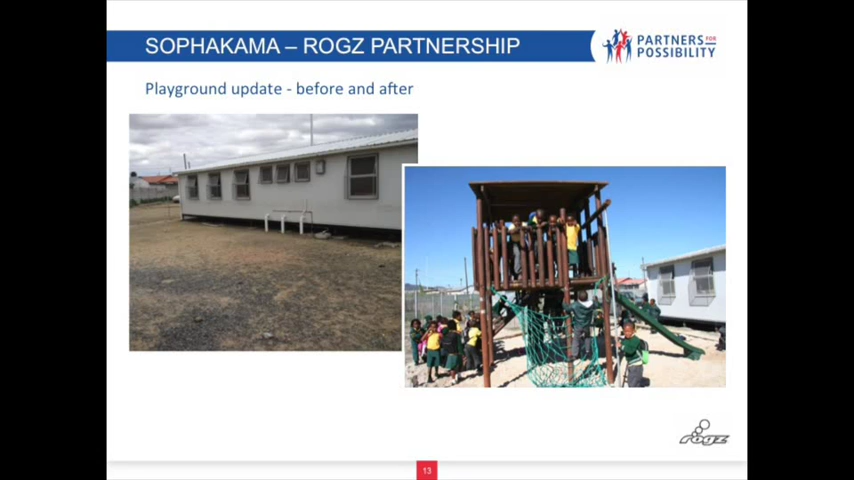 SOPHAKAMA – ROGZ PARTNERSHIP
PARTNERS FOR
POSSIBILITY
Playground update - before and after
rogz
13